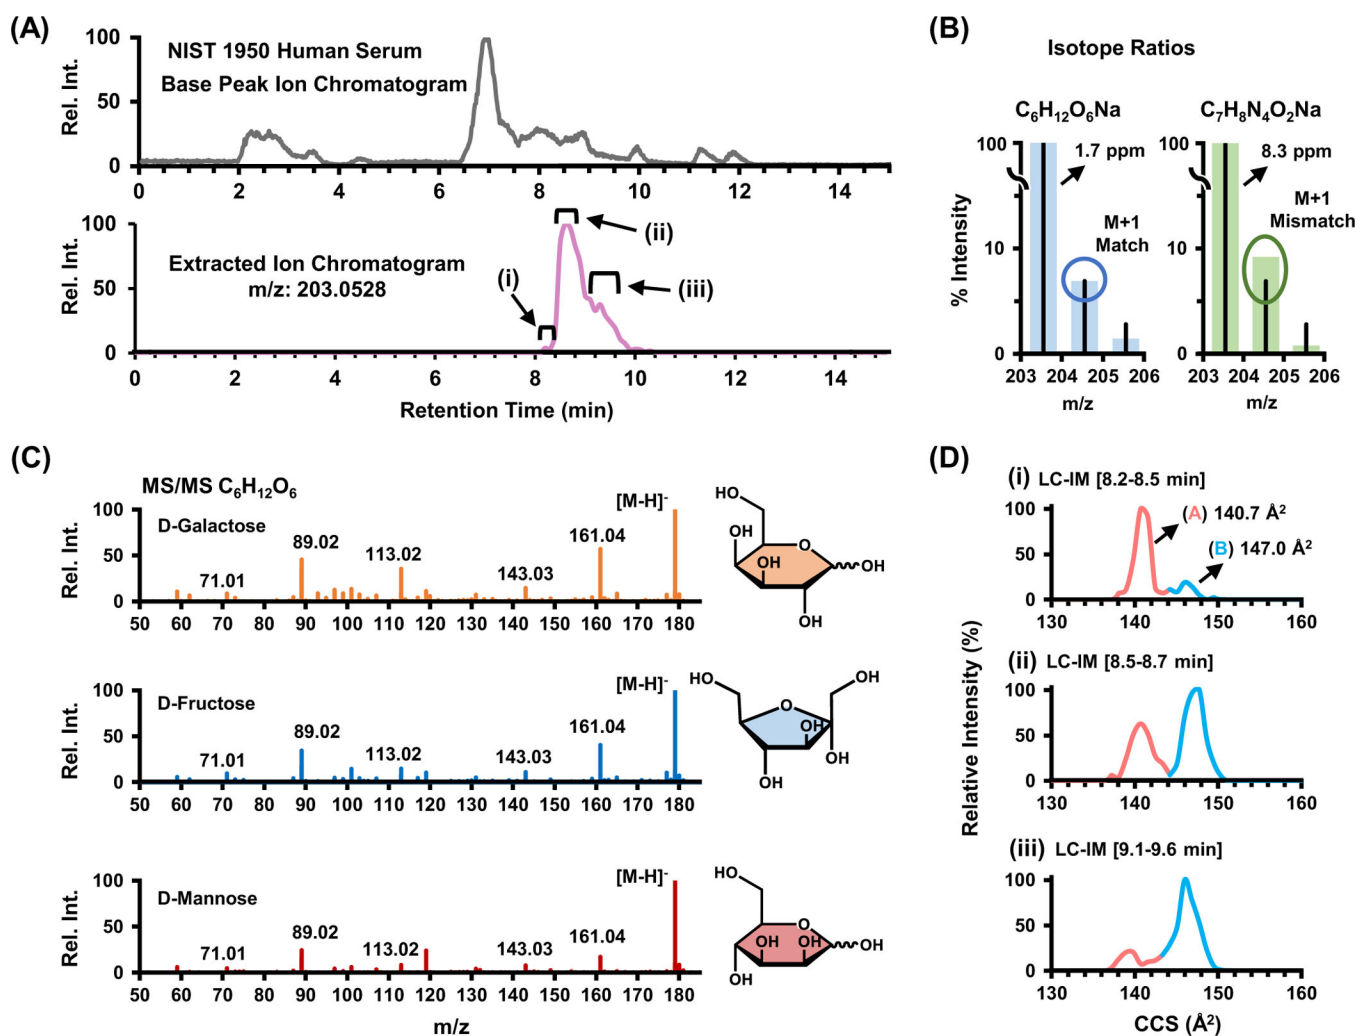 (A)
NIST 1950 Human Serum
Base Peak Ion Chromatogram
Rel. Int.
100
50
0
0 2 4 6 8 10 12 14
Extracted Ion Chromatogram
m/z: 203.0528
Rel. Int.
100
50
0
(i)
(ii)
(iii)
0 2 4 6 8 10 12 14
Retention Time (min)
(B)
Isotope Ratios
C₆H₁₂O₆Na
% Intensity
100
10
0
1.7 ppm
M+1
Match
203 204 205 206
m/z
C₇H₈N₄O₂Na
100
10
0
8.3 ppm
M+1
Mismatch
203 204 205 206
m/z
(C)
MS/MS C₆H₁₂O₆
D-Galactose
Rel. Int.
100
50
0
71.01
89.02
113.02
143.03
161.04
[M-H]⁻
50 60 70 80 90 100 110 120 130 140 150 160 170 180
HO
OH
OH
O
OH
OH
D-Fructose
Rel. Int.
100
50
0
71.01
89.02
113.02
143.03
161.04
[M-H]⁻
50 60 70 80 90 100 110 120 130 140 150 160 170 180
HO
HO
O
OH
OH
OH
D-Mannose
Rel. Int.
100
50
0
71.01
89.02
113.02
143.03
161.04
[M-H]⁻
50 60 70 80 90 100 110 120 130 140 150 160 170 180
m/z
HO
O
OH
OH
OH
OH
(D)
Relative Intensity (%)
(i) LC-IM [8.2-8.5 min]
100
50
0
(A) 140.7 Å²
(B) 147.0 Å²
130 140 150 160
(ii) LC-IM [8.5-8.7 min]
100
50
0
130 140 150 160
(iii) LC-IM [9.1-9.6 min]
100
50
0
130 140 150 160
CCS (Å²)